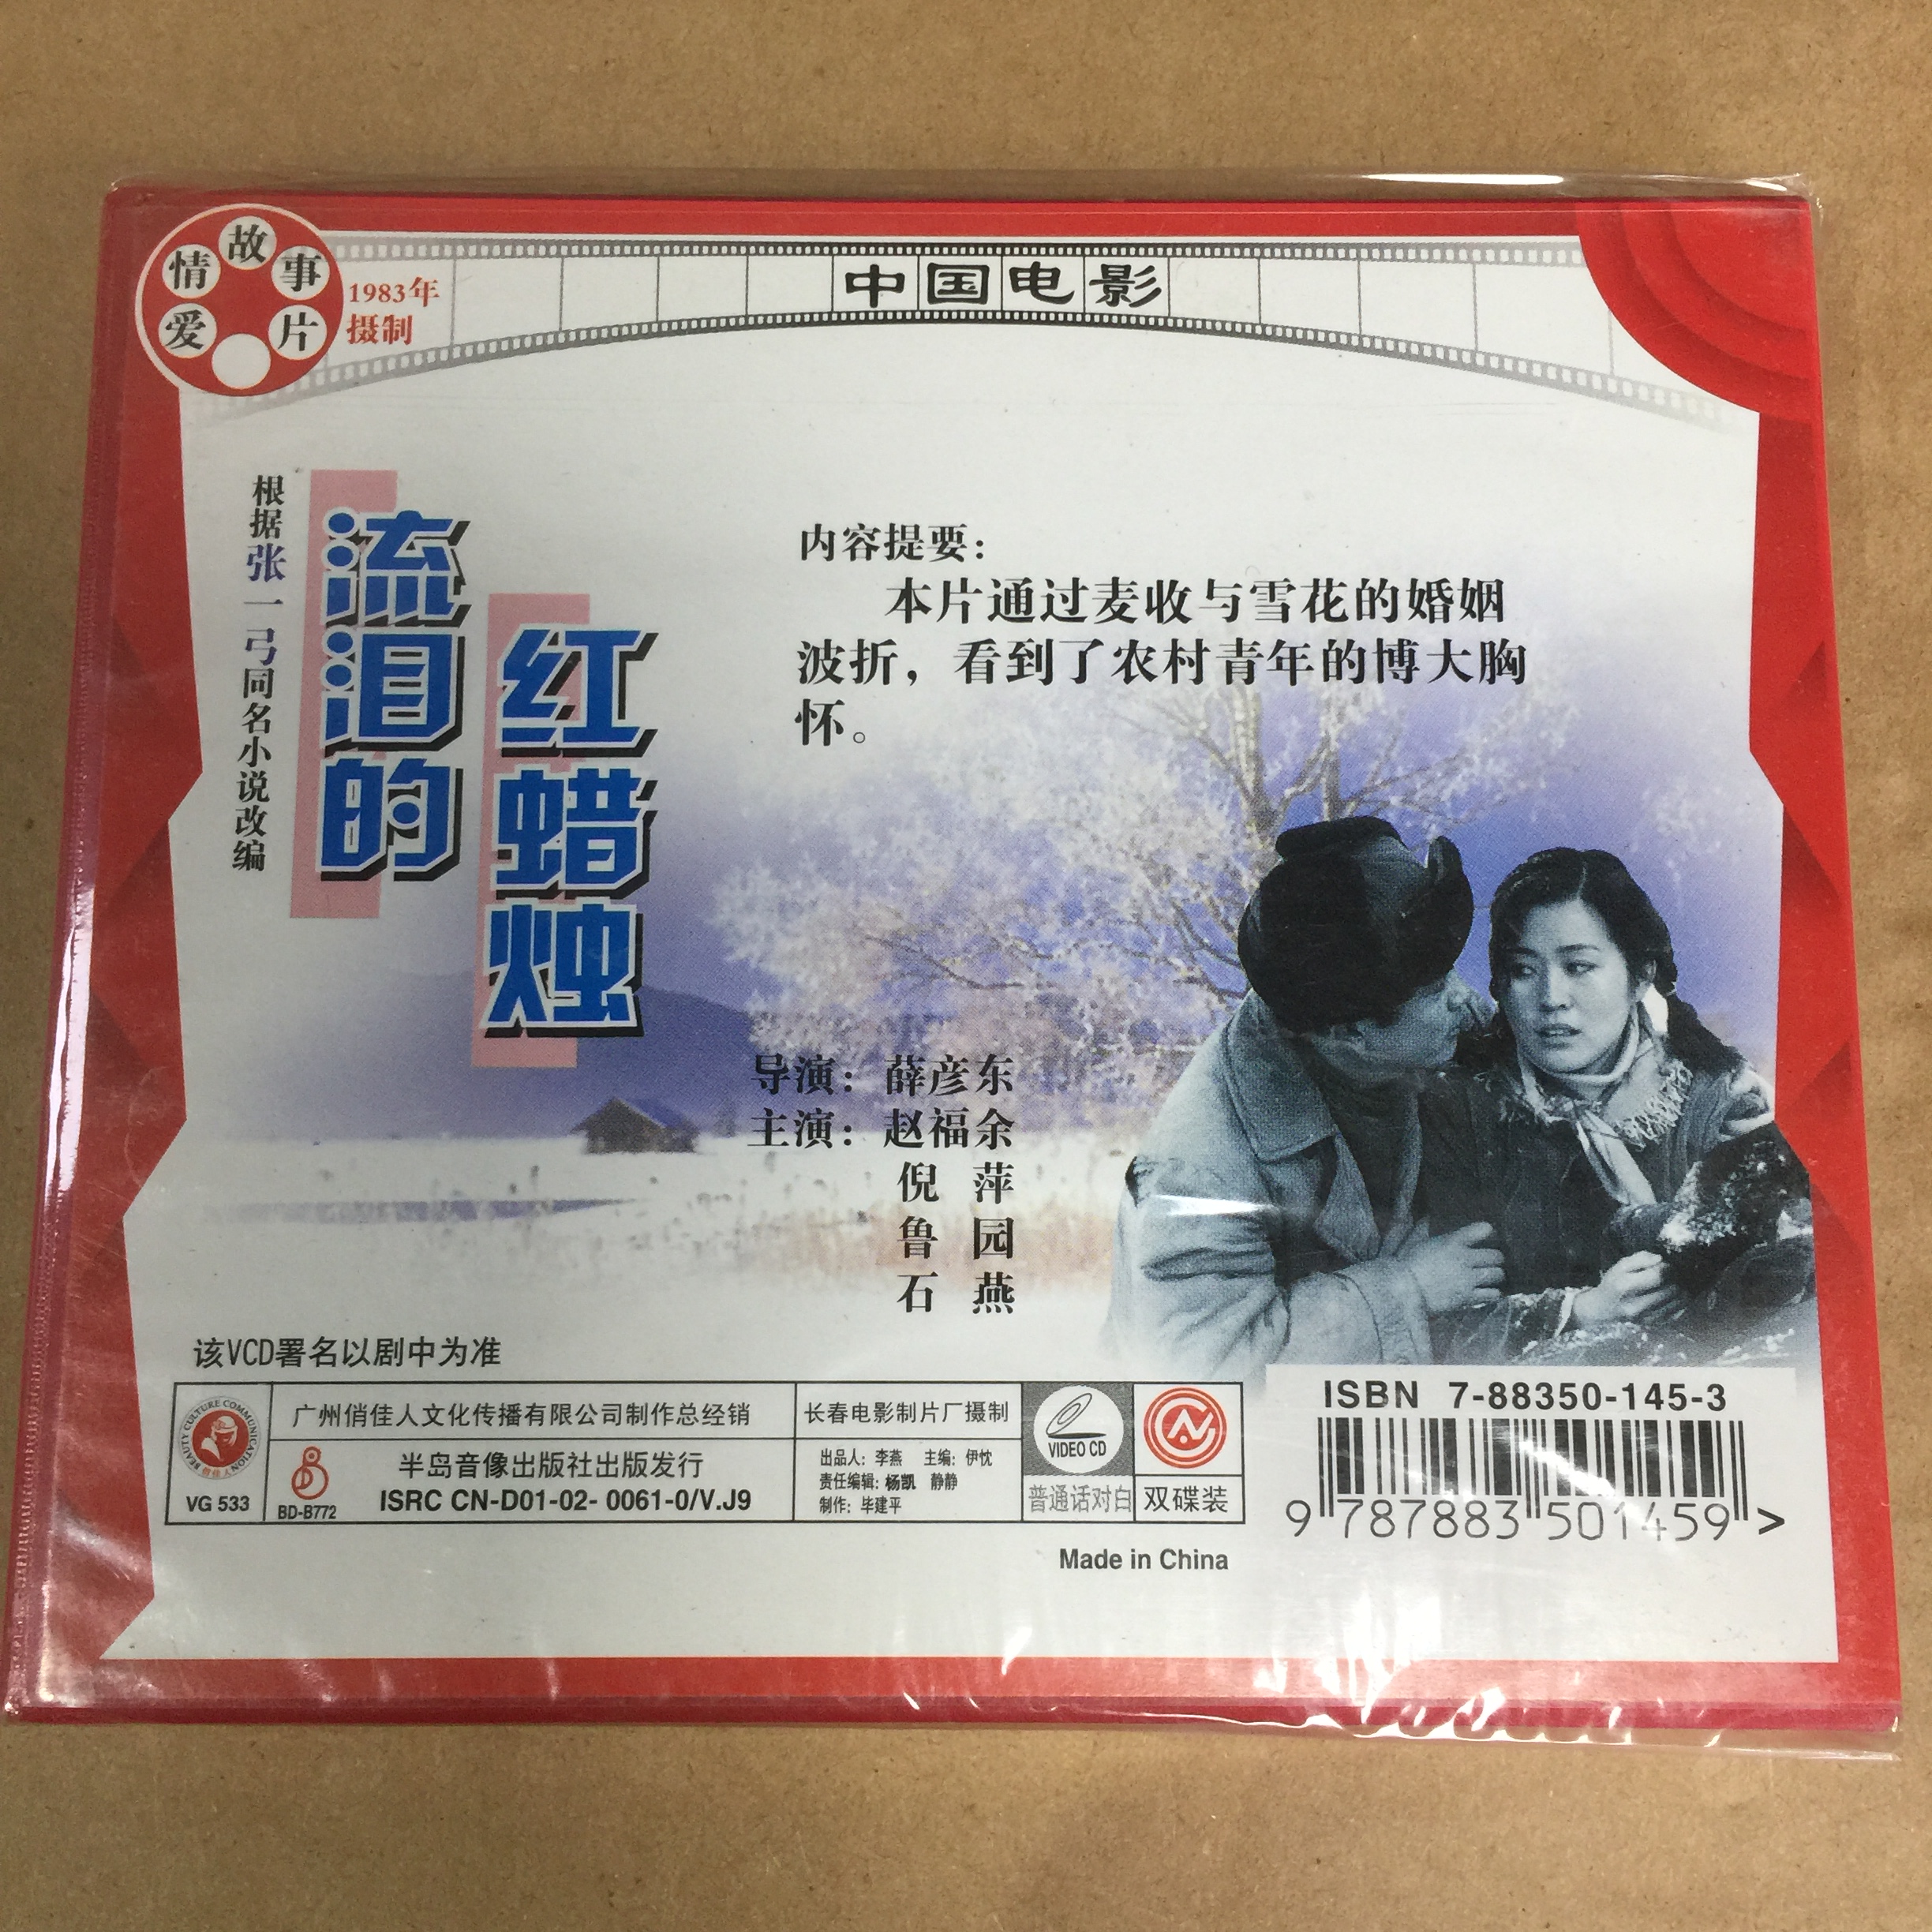 爱情故事片
1983年
摄制
中国电影
根据张一弓同名小说改编
流泪的
红蜡烛
内容提要：
本片通过麦收与雪花的婚姻
波折，看到了农村青年的博大胸
怀。
导演：薛彦东
主演：赵福余
倪 萍
鲁 园
石 燕
该VCD署名以剧中为准
BEAUTY CULTURE COMMUNICATION
俏佳人
VG 533
广州俏佳人文化传播有限公司制作总经销
BD-B772
半岛音像出版社出版发行
ISRC CN-D01-02- 0061-0/V.J9
长春电影制片厂摄制
出品人：李燕 主编：伊忱
责任编辑：杨凯 静静
制作：毕建平
VIDEO CD
普通话对白
双碟装
ISBN 7-88350-145-3
9 787883 501459 >
Made in China